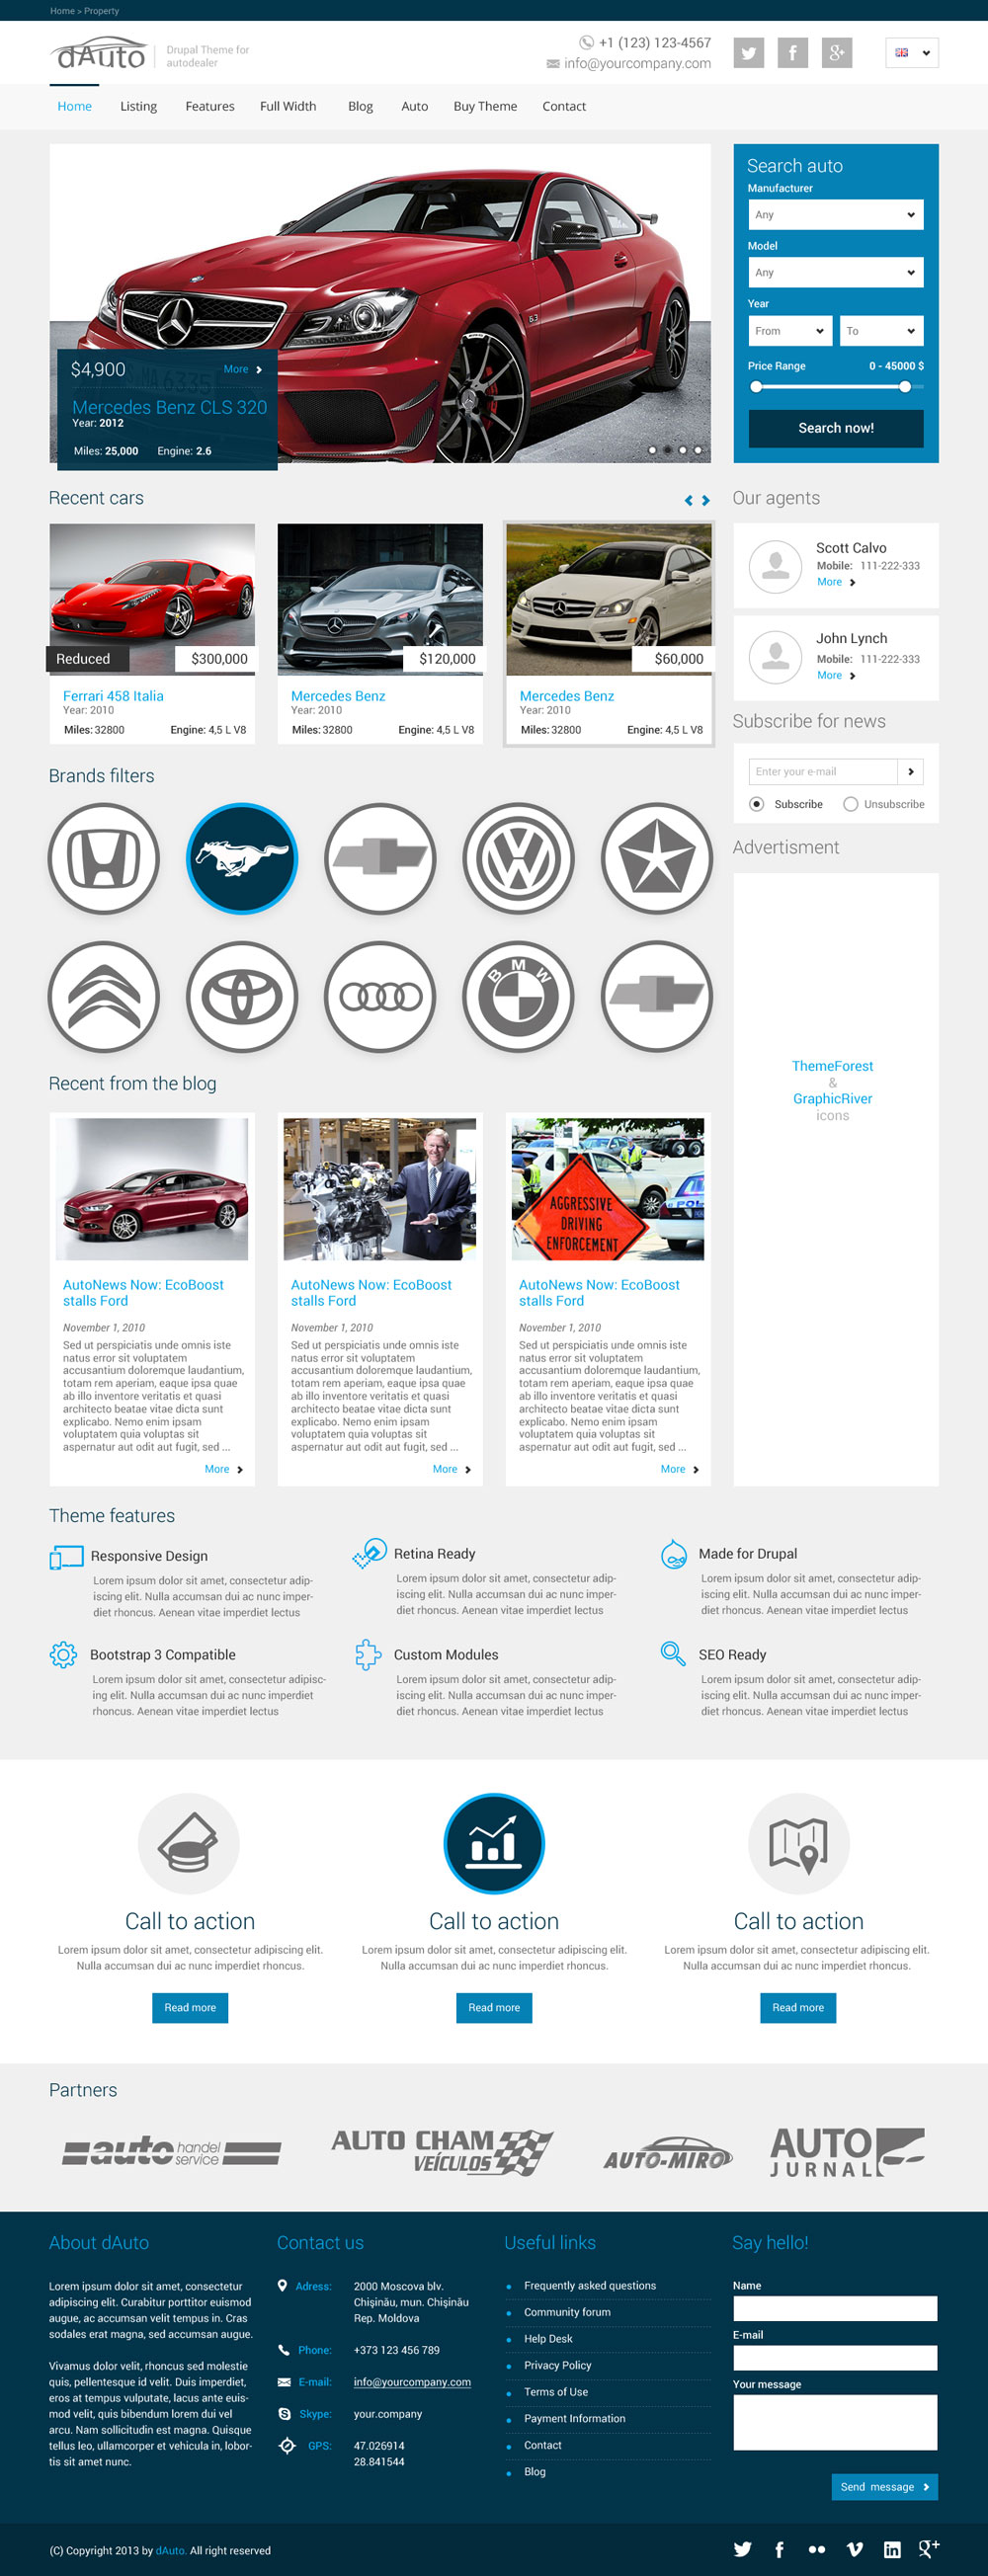 Home > Property
dAuto
Drupal Theme for
autodealer
+1 (123) 123-4567
info@yourcompany.com
Home
Listing
Features
Full Width
Blog
Auto
Buy Theme
Contact
63
$4,900
More
Mercedes Benz CLS 320
Year: 2012
Miles: 25,000
Engine: 2.6
Search auto
Manufacturer
Any
Model
Any
Year
From
To
Price Range
0 - 45000 $
Search now!
Recent cars
Reduced
$300,000
Ferrari 458 Italia
Year: 2010
Miles: 32800
Engine: 4,5 L V8
$120,000
Mercedes Benz
Year: 2010
Miles: 32800
Engine: 4,5 L V8
$60,000
Mercedes Benz
Year: 2010
Miles: 32800
Engine: 4,5 L V8
Our agents
Scott Calvo
Mobile: 111-222-333
More
John Lynch
Mobile: 111-222-333
More
Subscribe for news
Enter your e-mail
Subscribe
Unsubscribe
Advertisment
ThemeForest
&
GraphicRiver
icons
Brands filters
BMW
Recent from the blog
AutoNews Now: EcoBoost
stalls Ford
November 1, 2010
Sed ut perspiciatis unde omnis iste
natus error sit voluptatem
accusantium doloremque laudantium,
totam rem aperiam, eaque ipsa quae
ab illo inventore veritatis et quasi
architecto beatae vitae dicta sunt
explicabo. Nemo enim ipsam
voluptatem quia voluptas sit
aspernatur aut odit aut fugit, sed ...
More
AutoNews Now: EcoBoost
stalls Ford
November 1, 2010
Sed ut perspiciatis unde omnis iste
natus error sit voluptatem
accusantium doloremque laudantium,
totam rem aperiam, eaque ipsa quae
ab illo inventore veritatis et quasi
architecto beatae vitae dicta sunt
explicabo. Nemo enim ipsam
voluptatem quia voluptas sit
aspernatur aut odit aut fugit, sed ...
More
AGGRESSIVE
DRIVING
ENFORCEMENT
AutoNews Now: EcoBoost
stalls Ford
November 1, 2010
Sed ut perspiciatis unde omnis iste
natus error sit voluptatem
accusantium doloremque laudantium,
totam rem aperiam, eaque ipsa quae
ab illo inventore veritatis et quasi
architecto beatae vitae dicta sunt
explicabo. Nemo enim ipsam
voluptatem quia voluptas sit
aspernatur aut odit aut fugit, sed ...
More
Theme features
Responsive Design
Lorem ipsum dolor sit amet, consectetur adip-
iscing elit. Nulla accumsan dui ac nunc imper-
diet rhoncus. Aenean vitae imperdiet lectus
Retina Ready
Lorem ipsum dolor sit amet, consectetur adip-
iscing elit. Nulla accumsan dui ac nunc imper-
diet rhoncus. Aenean vitae imperdiet lectus
Made for Drupal
Lorem ipsum dolor sit amet, consectetur adip-
iscing elit. Nulla accumsan dui ac nunc imper-
diet rhoncus. Aenean vitae imperdiet lectus
Bootstrap 3 Compatible
Lorem ipsum dolor sit amet, consectetur adipisc-
ing elit. Nulla accumsan dui ac nunc imperdiet
rhoncus. Aenean vitae imperdiet lectus
Custom Modules
Lorem ipsum dolor sit amet, consectetur adip-
iscing elit. Nulla accumsan dui ac nunc imper-
diet rhoncus. Aenean vitae imperdiet lectus
SEO Ready
Lorem ipsum dolor sit amet, consectetur adip-
iscing elit. Nulla accumsan dui ac nunc imper-
diet rhoncus. Aenean vitae imperdiet lectus
Call to action
Lorem ipsum dolor sit amet, consectetur adipiscing elit.
Nulla accumsan dui ac nunc imperdiet rhoncus.
Read more
Call to action
Lorem ipsum dolor sit amet, consectetur adipiscing elit.
Nulla accumsan dui ac nunc imperdiet rhoncus.
Read more
Call to action
Lorem ipsum dolor sit amet, consectetur adipiscing elit.
Nulla accumsan dui ac nunc imperdiet rhoncus.
Read more
Partners
auto handel
service
AUTO CHAM
VEÍCULOS
AUTO-MIRO
AUTO
JURNAL
About dAuto
Lorem ipsum dolor sit amet, consectetur
adipiscing elit. Curabitur porttitor euismod
augue, ac accumsan velit tempus in. Cras
sodales erat magna, sed accumsan augue.
Vivamus dolor velit, rhoncus sed molestie
quis, pellentesque id velit. Duis imperdiet,
eros at tempus vulputate, lacus ante euis-
mod velit, quis bibendum lorem dui vel
arcu. Nam sollicitudin est magna. Quisque
tellus leo, ullamcorper et vehicula in, lobor-
tis sit amet nunc.
Contact us
Adress: 2000 Moscova blv.
Chișinău, mun. Chișinău
Rep. Moldova
Phone: +373 123 456 789
E-mail: info@yourcompany.com
Skype: your.company
GPS: 47.026914
28.841544
Useful links
Frequently asked questions
Community forum
Help Desk
Privacy Policy
Terms of Use
Payment Information
Contact
Blog
Say hello!
Name
E-mail
Your message
Send message
(C) Copyright 2013 by dAuto. All right reserved